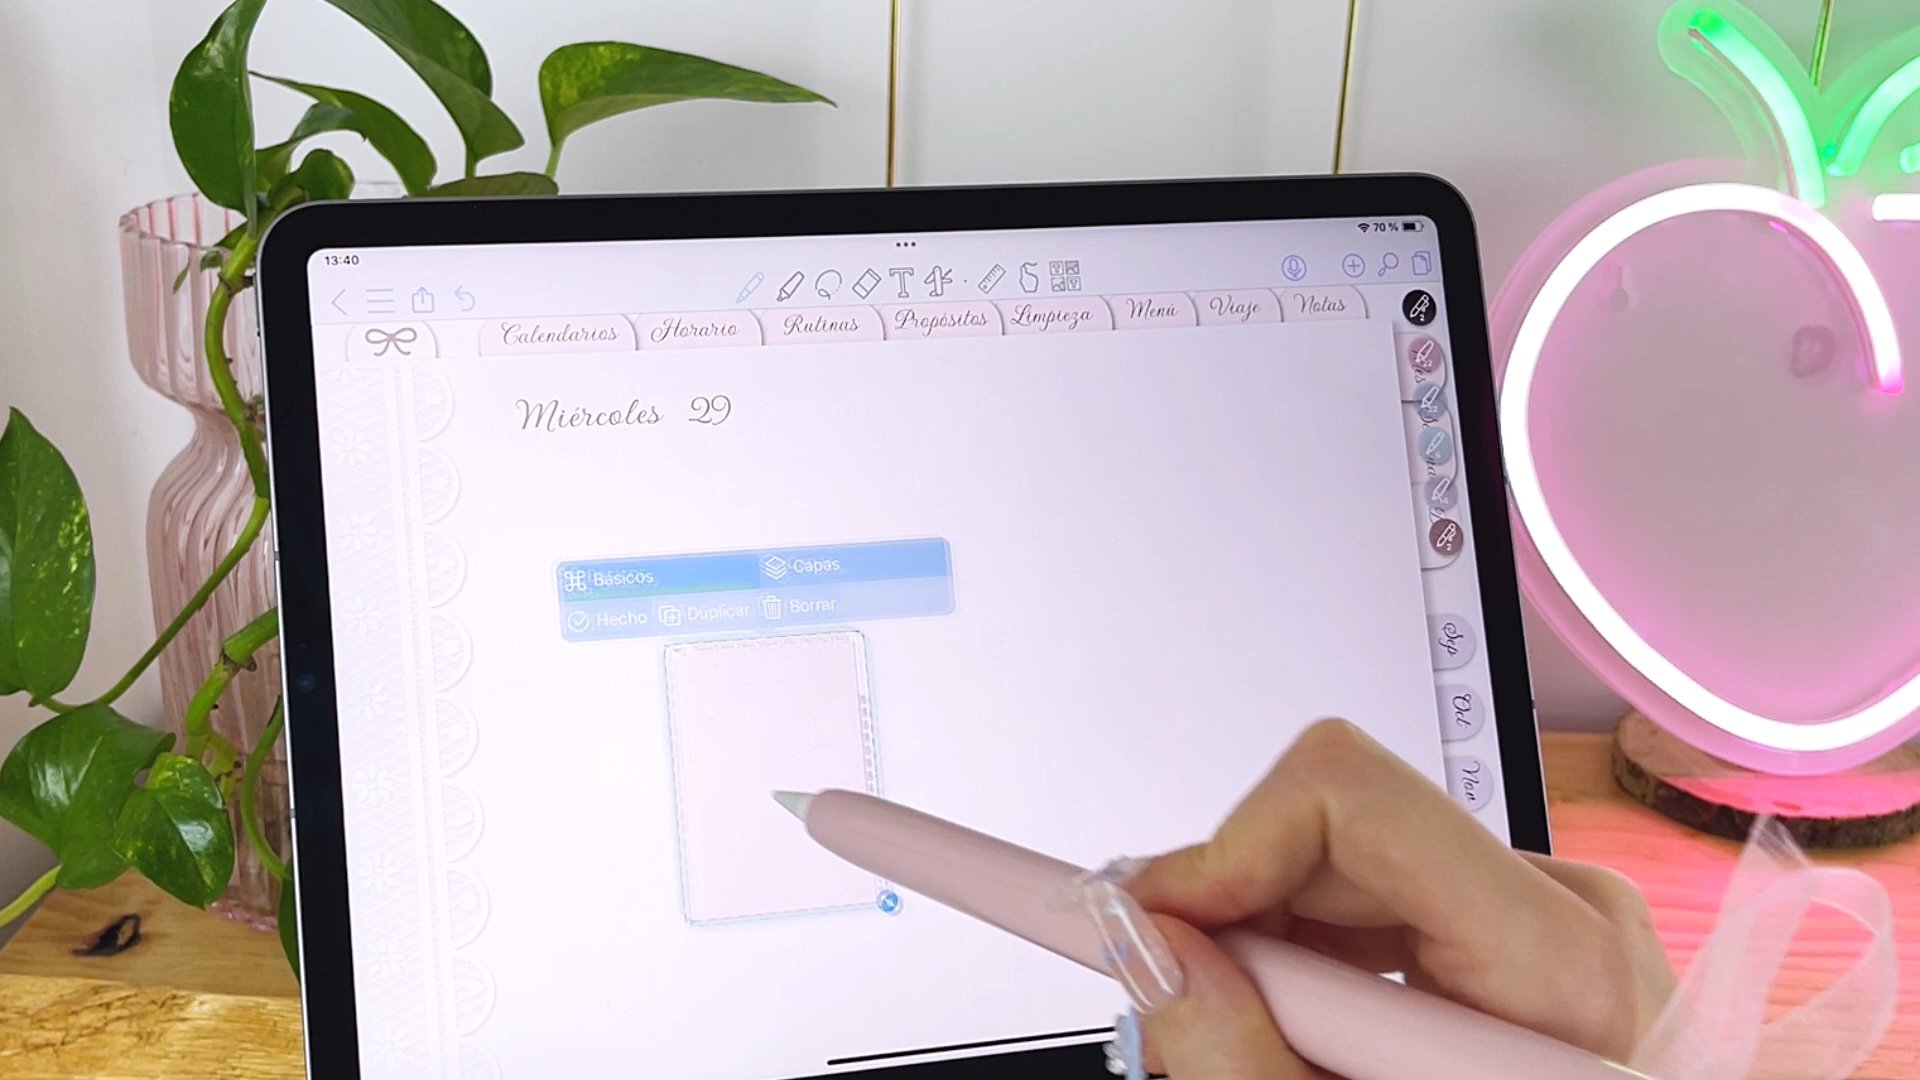 13:40
70 %
Calendarios Horario Rutinas Propósitos Limpieza Menú Viaje Notas
Miércoles 29
Básicos Capas
Hecho Duplicar Borrar
Sep
Oct
Nov